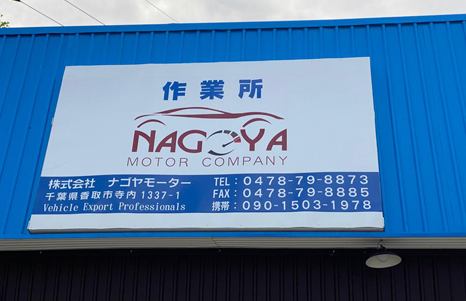 作業所
NAGOYA
MOTOR COMPANY
株式会社 ナゴヤモーター
千葉県香取市寺内1337-1
Vehicle Export Professionals
TEL:0478-79-8873
FAX:0478-79-8885
携帯:090-1503-1978